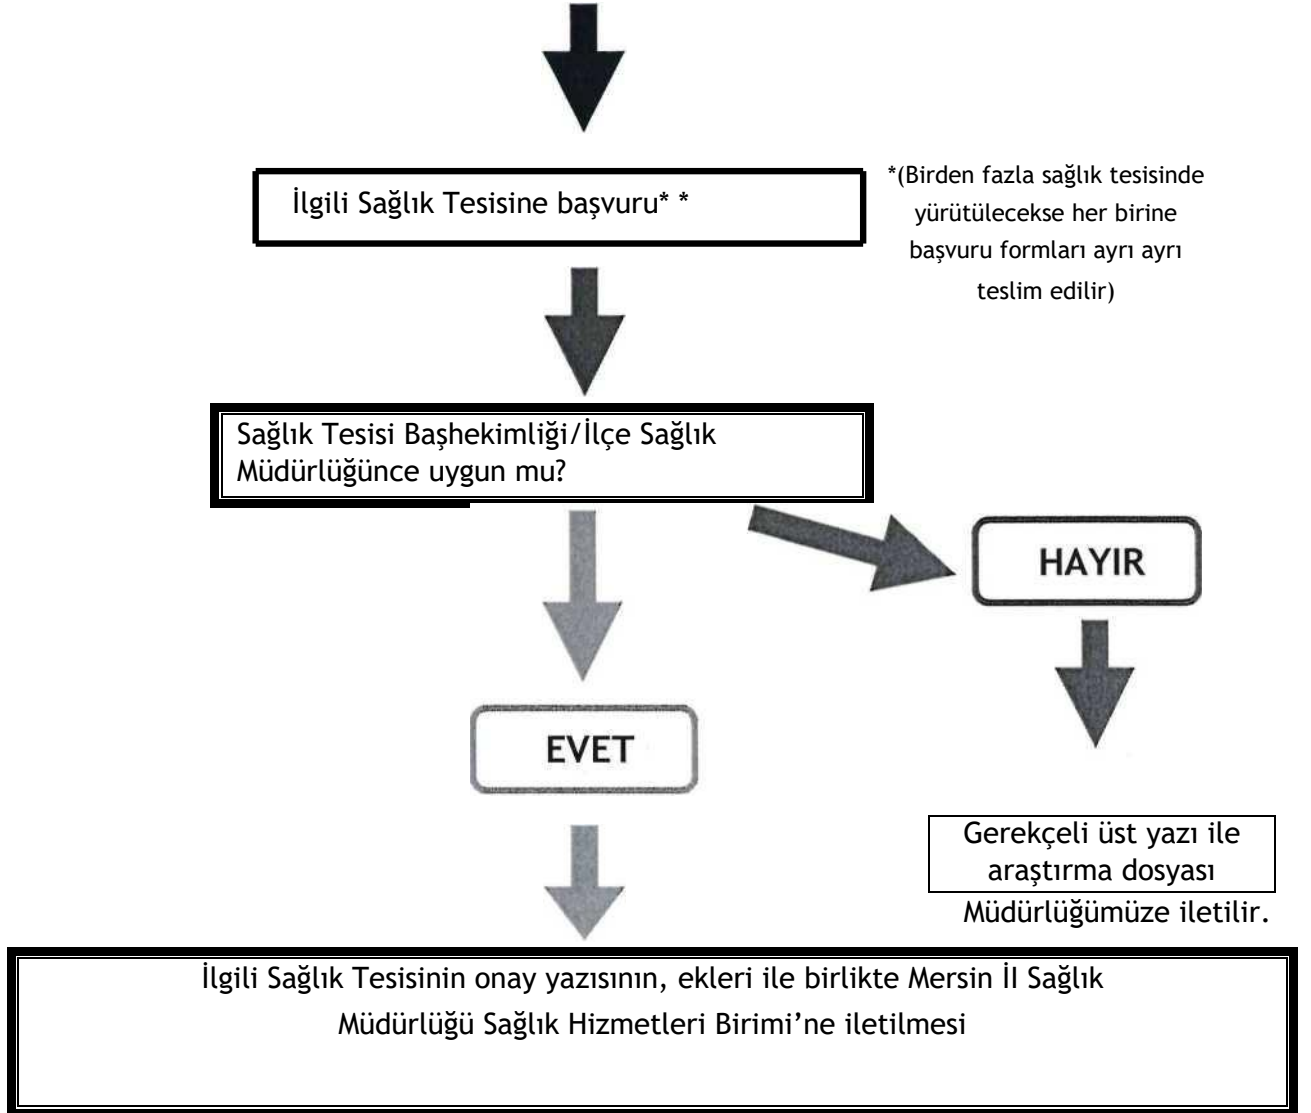 İlgili Sağlık Tesisine başvuru* *
*(Birden fazla sağlık tesisinde
yürütülecekse her birine
başvuru formları ayrı ayrı
teslim edilir)
Sağlık Tesisi Başhekimliği/İlçe Sağlık
Müdürlüğünce uygun mu?
HAYIR
EVET
Gerekçeli üst yazı ile
araştırma dosyası
Müdürlüğümüze iletilir.
İlgili Sağlık Tesisinin onay yazısının, ekleri ile birlikte Mersin İI Sağlık
Müdürlüğü Sağlık Hizmetleri Birimi’ne iletilmesi